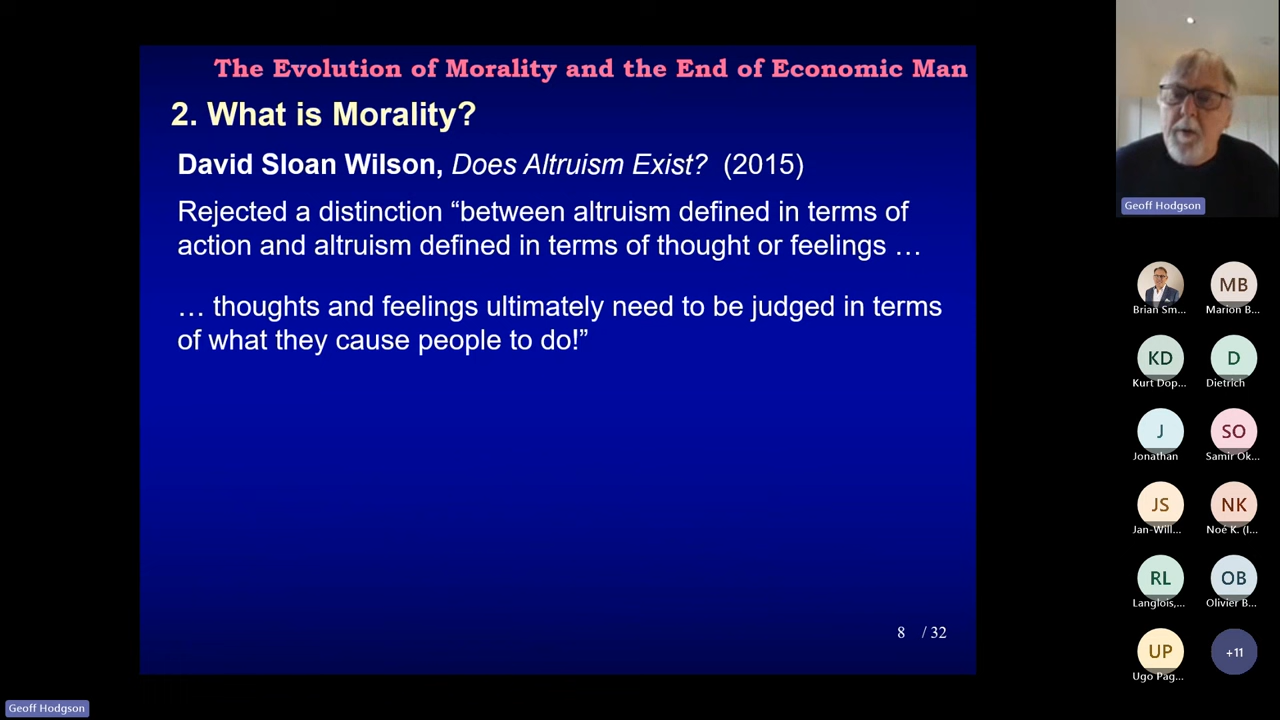 The Evolution of Morality and the End of Economic Man
2. What is Morality?
David Sloan Wilson, Does Altruism Exist? (2015)
Rejected a distinction “between altruism defined in terms of
action and altruism defined in terms of thought or feelings …
… thoughts and feelings ultimately need to be judged in terms
of what they cause people to do!”
8 / 32
Geoff Hodgson
Geoff Hodgson
Brian Sm...
MB
Marion B...
KD
Kurt Dop...
D
Dietrich
J
Jonathan
SO
Samir Ok...
JS
Jan-Will...
NK
Noé K. (I...
RL
Langlois,...
OB
Olivier B...
UP
Ugo Pag...
+11